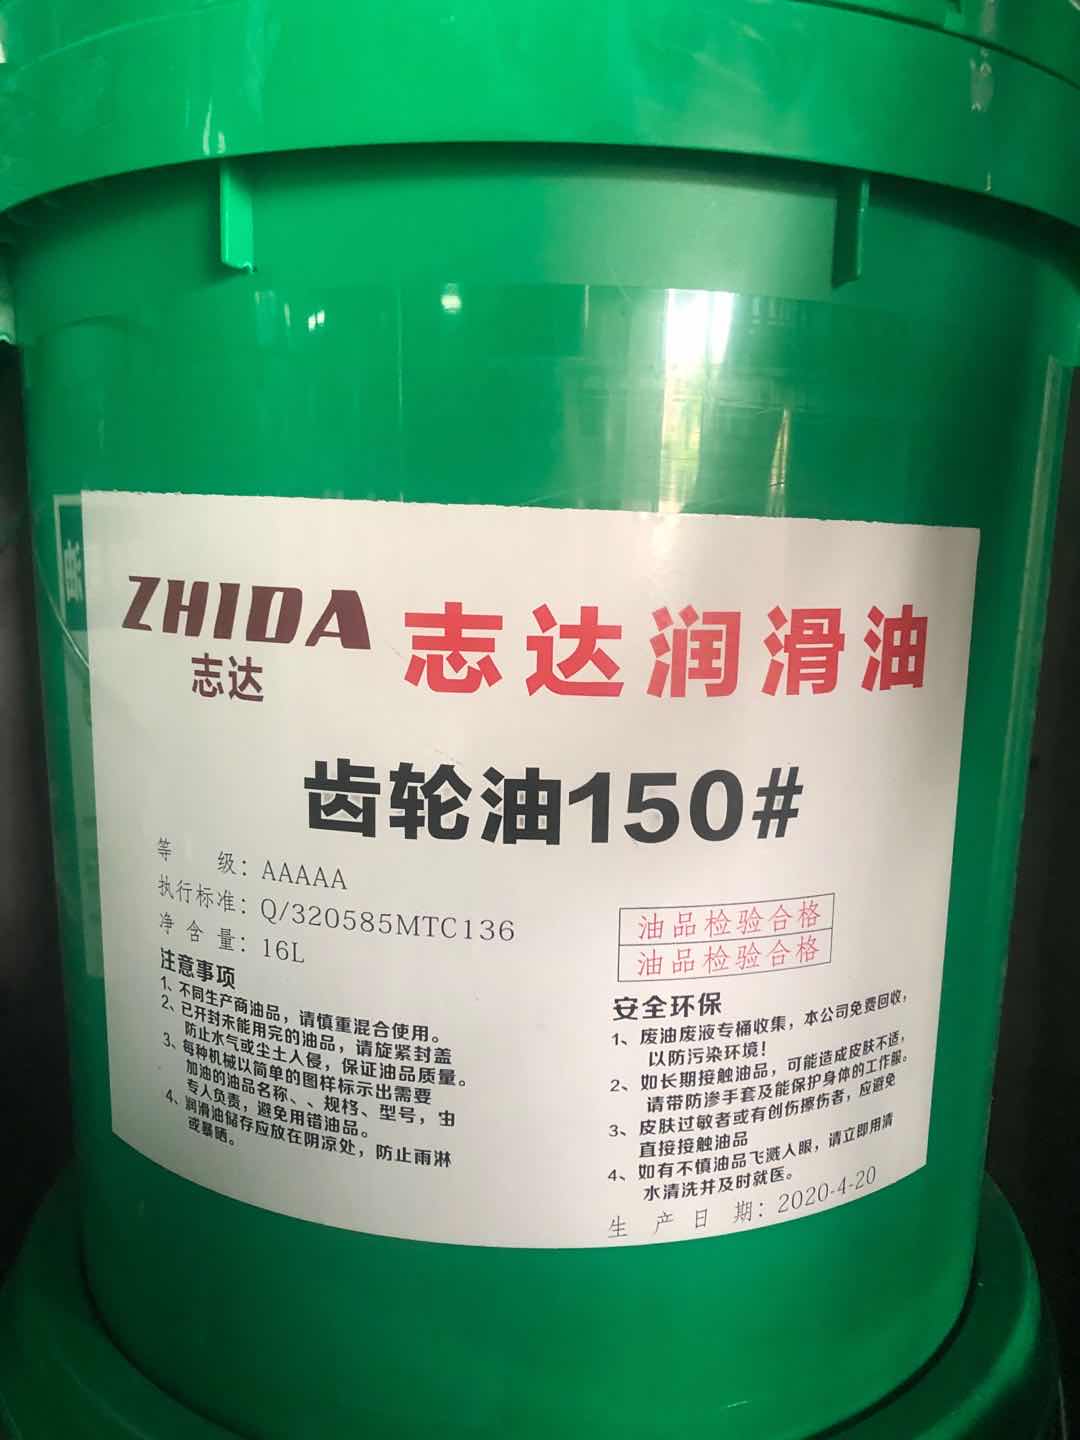 ZHIDA
志达
志达润滑油
齿轮油150#
等 级：AAAAA
执行标准：Q/320585MTC136
净含量：16L
油品检验合格
油品检验合格
注意事项
1、不同生产商油品，请慎重混合使用。
2、已开封未能用完的油品，请旋紧封盖
防止水气或尘土人侵，保证油品质量。
3、每种机械以简单的图样标示出需要
加油的油品名称、、规格、型号，由
专人负责，避免用错油品。
4、润滑油储存应放在阴凉处，防止雨淋
或暴晒。
安全环保
1、废油废液专桶收集，本公司免费回收，
以防污染环境！
2、如长期接触油品，可能造成皮肤不适，
请带防渗手套及能保护身体的工作服。
3、皮肤过敏者或有创伤擦伤者，应避免
直接接触油品
4、如有不慎油品飞溅入眼，请立即用清
水清洗并及时就医。
生产日期：2020-4-20